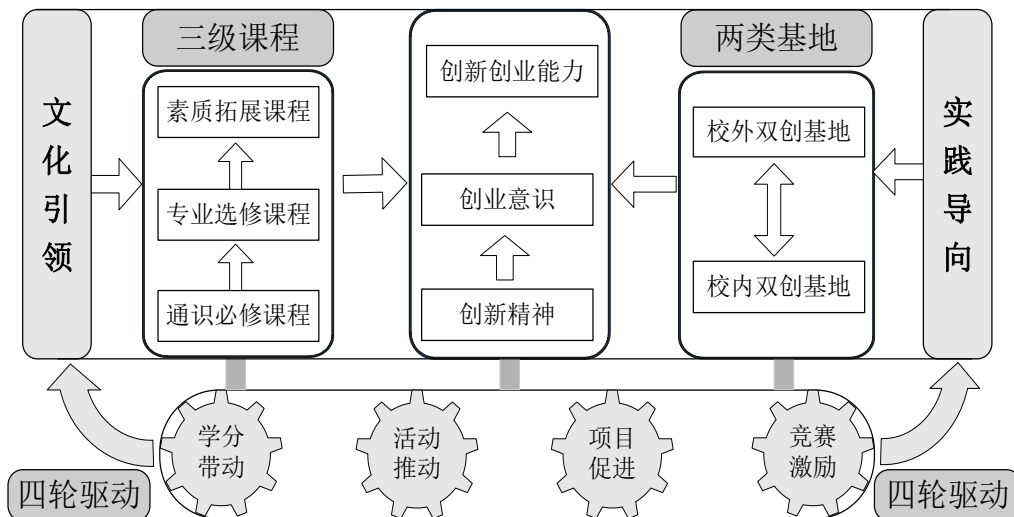 文化引领
三级课程
素质拓展课程
专业选修课程
通识必修课程
创新创业能力
创业意识
创新精神
两类基地
校外双创基地
校内双创基地
实践导向
四轮驱动
学分
带动
活动
推动
项目
促进
竞赛
激励
四轮驱动